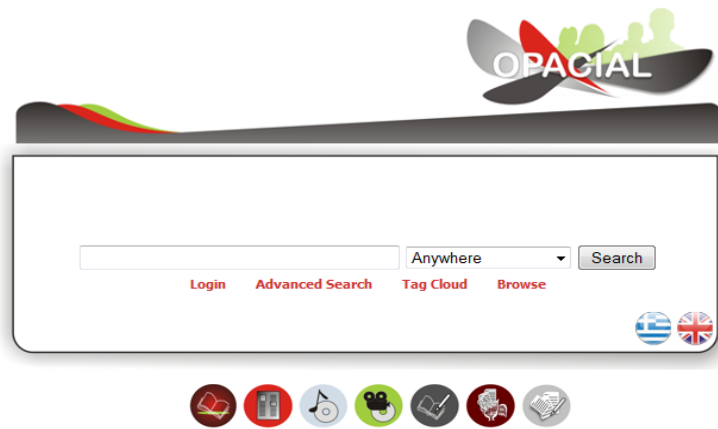 OPACIAL
Anywhere Search
Login Advanced Search Tag Cloud Browse